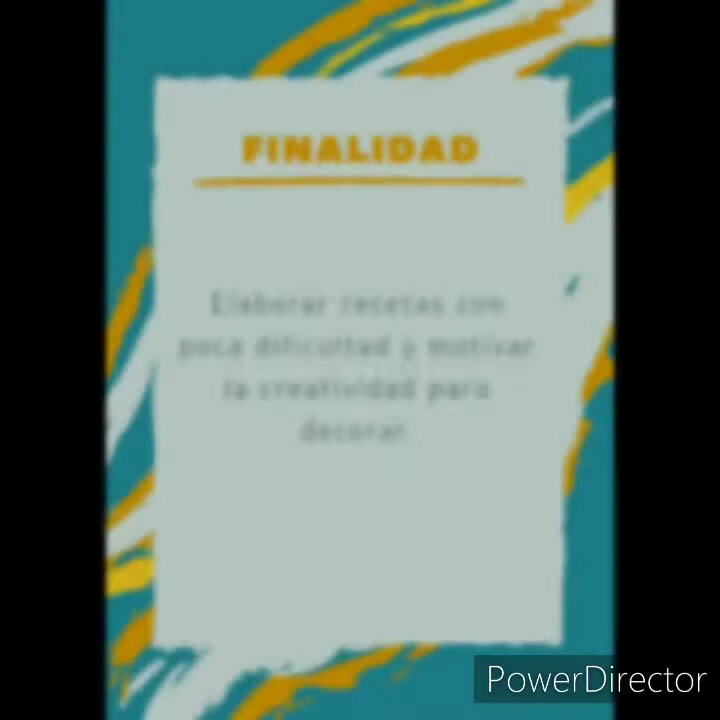 FINALIDAD
Elaborar recetas con
poca dificultad y motivar
la creatividad para
decorar.
PowerDirector